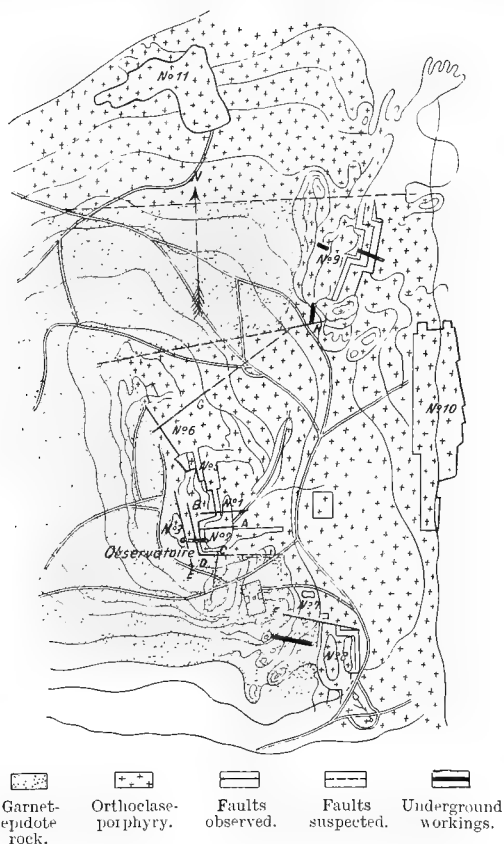 No 11
N
No 9
H
No 10
G
No 6
No 5
B
No 1
A
No 3
No 2
Observatoire
C
D
E
No 7
F
No 8
Garnet-
epidote
rock.
Orthoclase-
porphyry.
Faults
observed.
Faults
suspected.
Underground
workings.